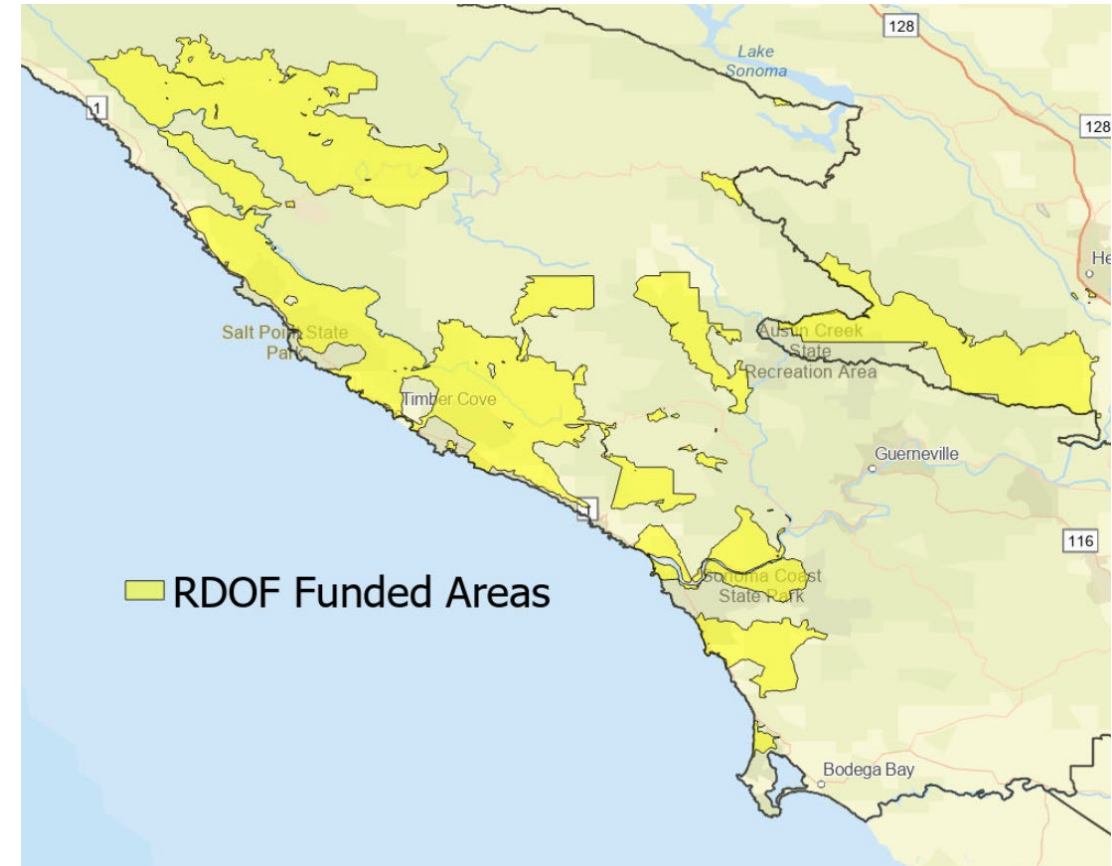 128
Lake
Sonoma
1
128
He
Salt Point State
Park
Austin Creek
State
Recreation Area
Timber Cove
Guerneville
116
Sonoma Coast
State Park
RDOF Funded Areas
Bodega Bay